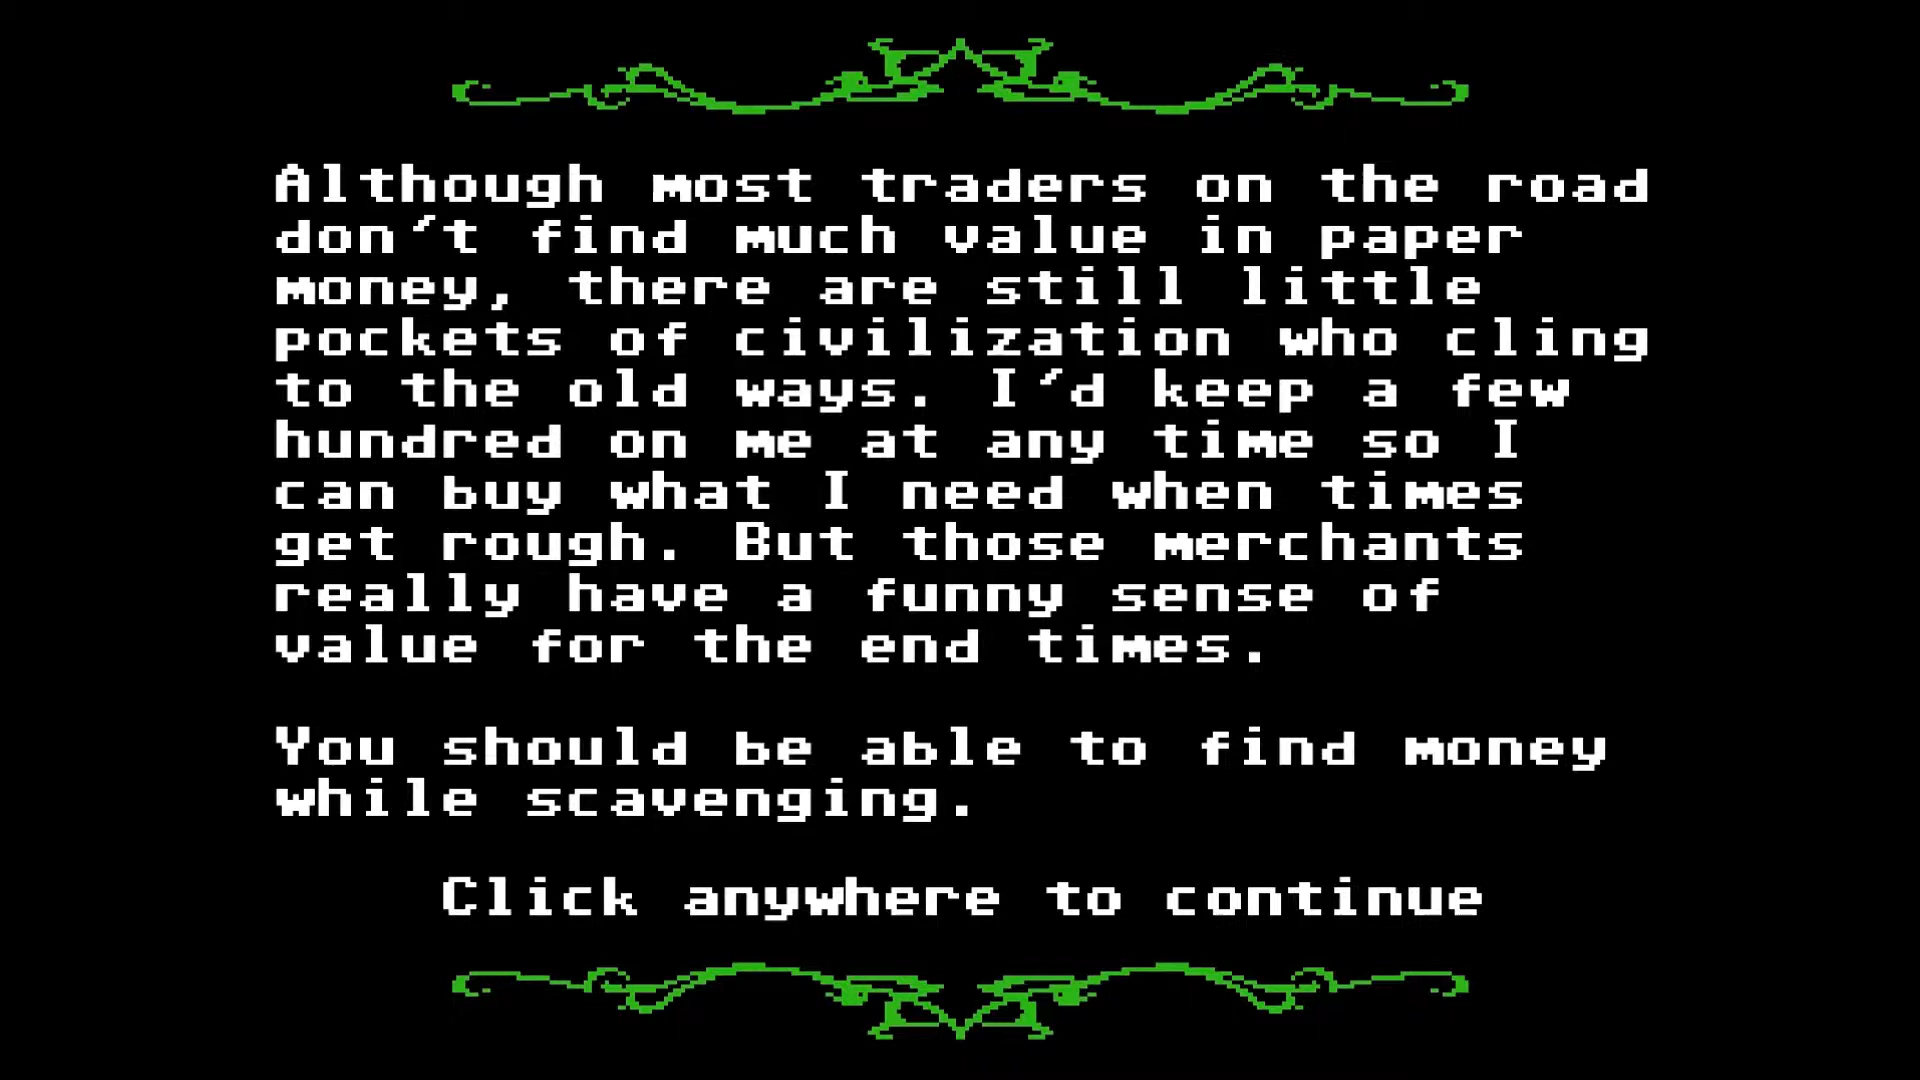 Although most traders on the road
don't find much value in paper
money, there are still little
pockets of civilization who cling
to the old ways. I'd keep a few
hundred on me at any time so I
can buy what I need when times
get rough. But those merchants
really have a funny sense of
value for the end times.
You should be able to find money
while scavenging.
Click anywhere to continue